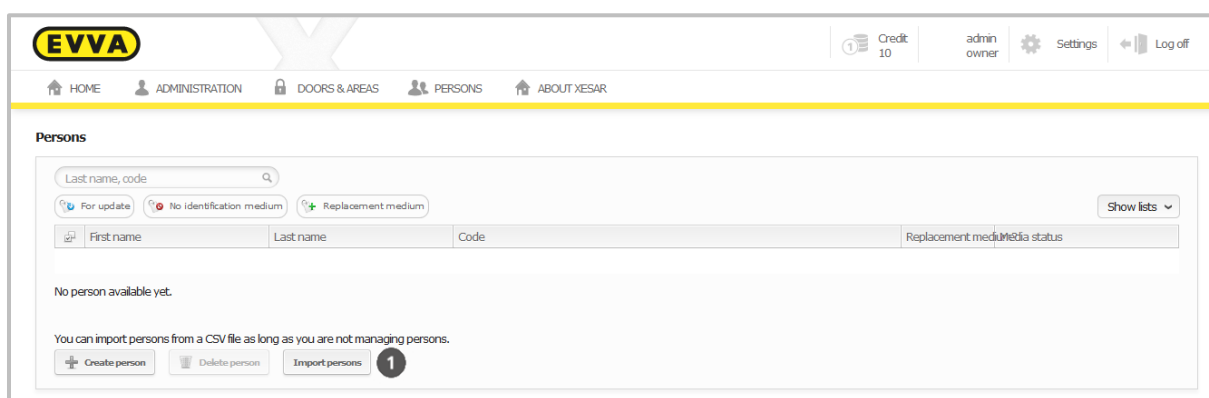 EVVA
Credit
10
admin
owner
Settings
Log off
HOME ADMINISTRATION DOORS & AREAS PERSONS ABOUT XESAR
Persons
Last name, code
For update No identification medium Replacement medium
Show lists
First name Last name Code Replacement medium? Media status
No person available yet.
You can import persons from a CSV file as long as you are not managing persons.
Create person Delete person Import persons 1